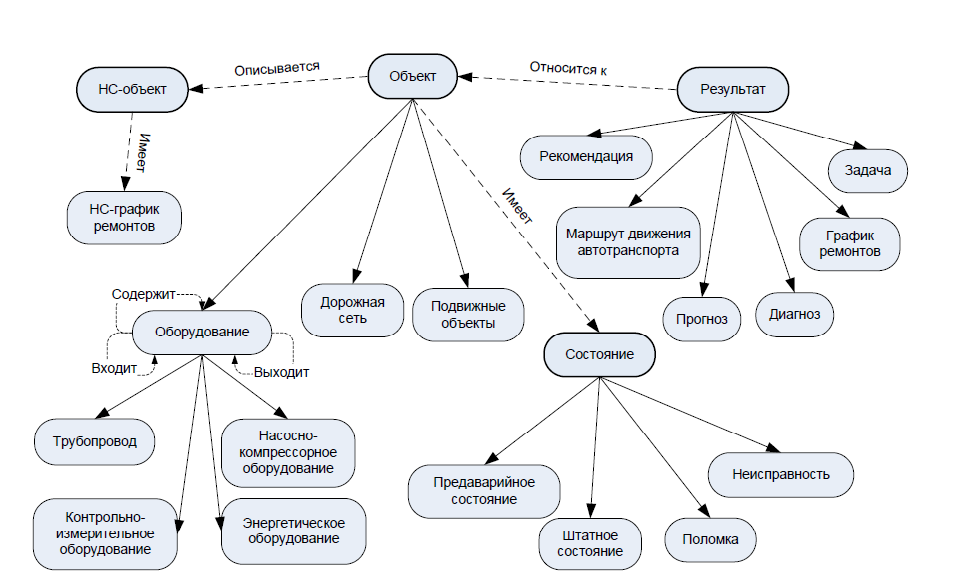 Описывается
Объект
Относится к
НС-объект
Результат
Имеет
Рекомендация
Задача
НС-график
ремонтов
Имеет
Маршрут движения
автотранспорта
График
ремонтов
Содержит
Дорожная
сеть
Подвижные
объекты
Прогноз
Диагноз
Оборудование
Состояние
Входит
Выходит
Трубопровод
Насосно-
компрессорное
оборудование
Предаварийное
состояние
Неисправность
Контрольно-
измерительное
оборудование
Энергетическое
оборудование
Штатное
состояние
Поломка